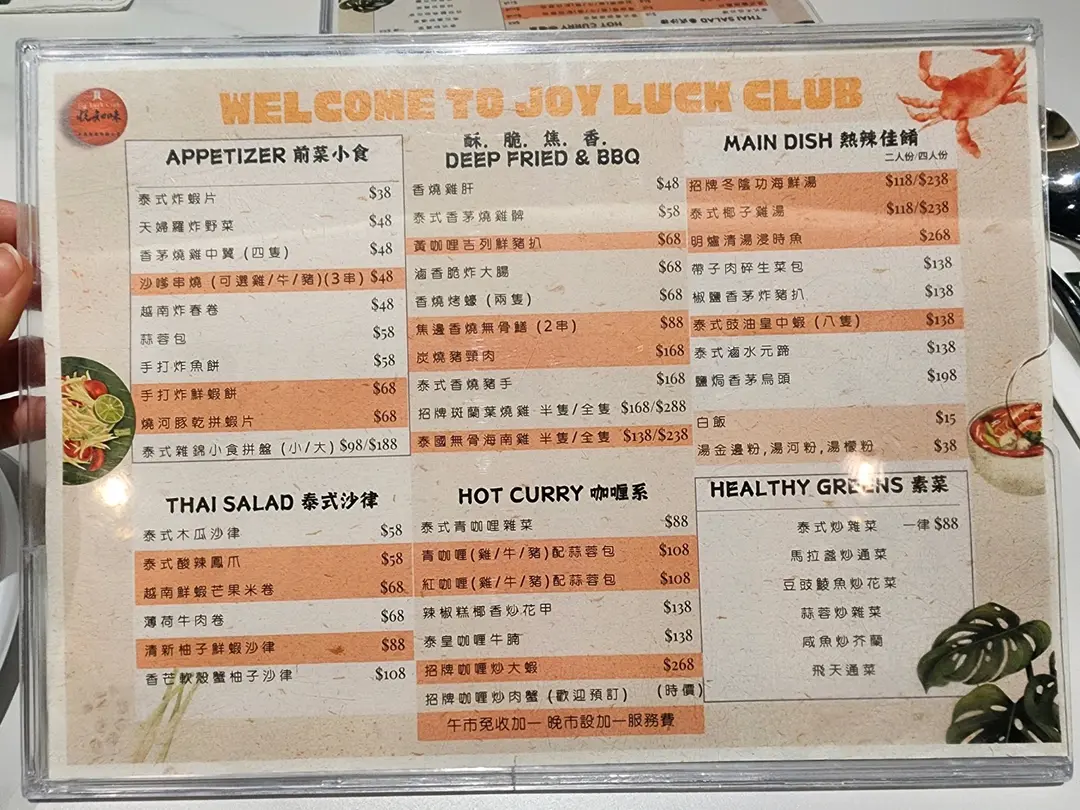 WELCOME TO JOY LUCK CLUB
悅和味
APPETIZER 前菜小食
泰式炸蝦片 $38
天婦羅炸野菜 $48
香茅燒雞中翼 (四隻) $48
沙嗲串燒 (可選雞/牛/豬)(3串) $48
越南炸春卷 $48
蒜蓉包 $58
手打炸魚餅 $58
手打炸鮮蝦餅 $68
燒河豚乾拼蝦片 $68
泰式雜錦小食拼盤 (小/大) $98/$188
THAI SALAD 泰式沙律
泰式木瓜沙律 $58
泰式酸辣鳳爪 $58
越南鮮蝦芒果米卷 $68
薄荷牛肉卷 $68
清新柚子鮮蝦沙律 $88
香芒軟殼蟹柚子沙律 $108
酥. 脆. 焦. 香.
DEEP FRIED & BBQ
香燒雞肝 $48
泰式香茅燒雞髀 $58
黃咖哩吉列鮮豬扒 $68
滷香脆炸大腸 $68
香燒烤蠔 (兩隻) $68
焦邊香燒無骨鱔 (2串) $88
炭燒豬頸肉 $168
泰式香燒豬手 $168
招牌斑蘭葉燒雞 半隻/全隻 $168/$288
泰國無骨海南雞 半隻/全隻 $138/$238
HOT CURRY 咖喱系
泰式青咖哩雜菜 $88
青咖哩(雞/牛/豬)配蒜蓉包 $108
紅咖哩(雞/牛/豬)配蒜蓉包 $108
辣椒糕椰香炒花甲 $138
泰皇咖哩牛腩 $138
招牌咖哩炒大蝦 $268
招牌咖哩炒肉蟹 (歡迎預訂) (時價)
午市免收加一 晚市設加一服務費
MAIN DISH 熱辣佳餚
二人份/四人份
招牌冬陰功海鮮湯 $118/$238
泰式椰子雞湯 $118/$238
明爐清湯浸時魚 $268
帶子肉碎生菜包 $138
椒鹽香茅炸豬扒 $138
泰式豉油皇中蝦 (八隻) $138
泰式滷水元蹄 $138
鹽焗香茅烏頭 $198
白飯 $15
湯金邊粉,湯河粉,湯檬粉 $38
HEALTHY GREENS 素菜
泰式炒雜菜 一律 $88
馬拉盞炒通菜
豆豉鯪魚炒花菜
蒜蓉炒雜菜
咸魚炒芥蘭
飛天通菜